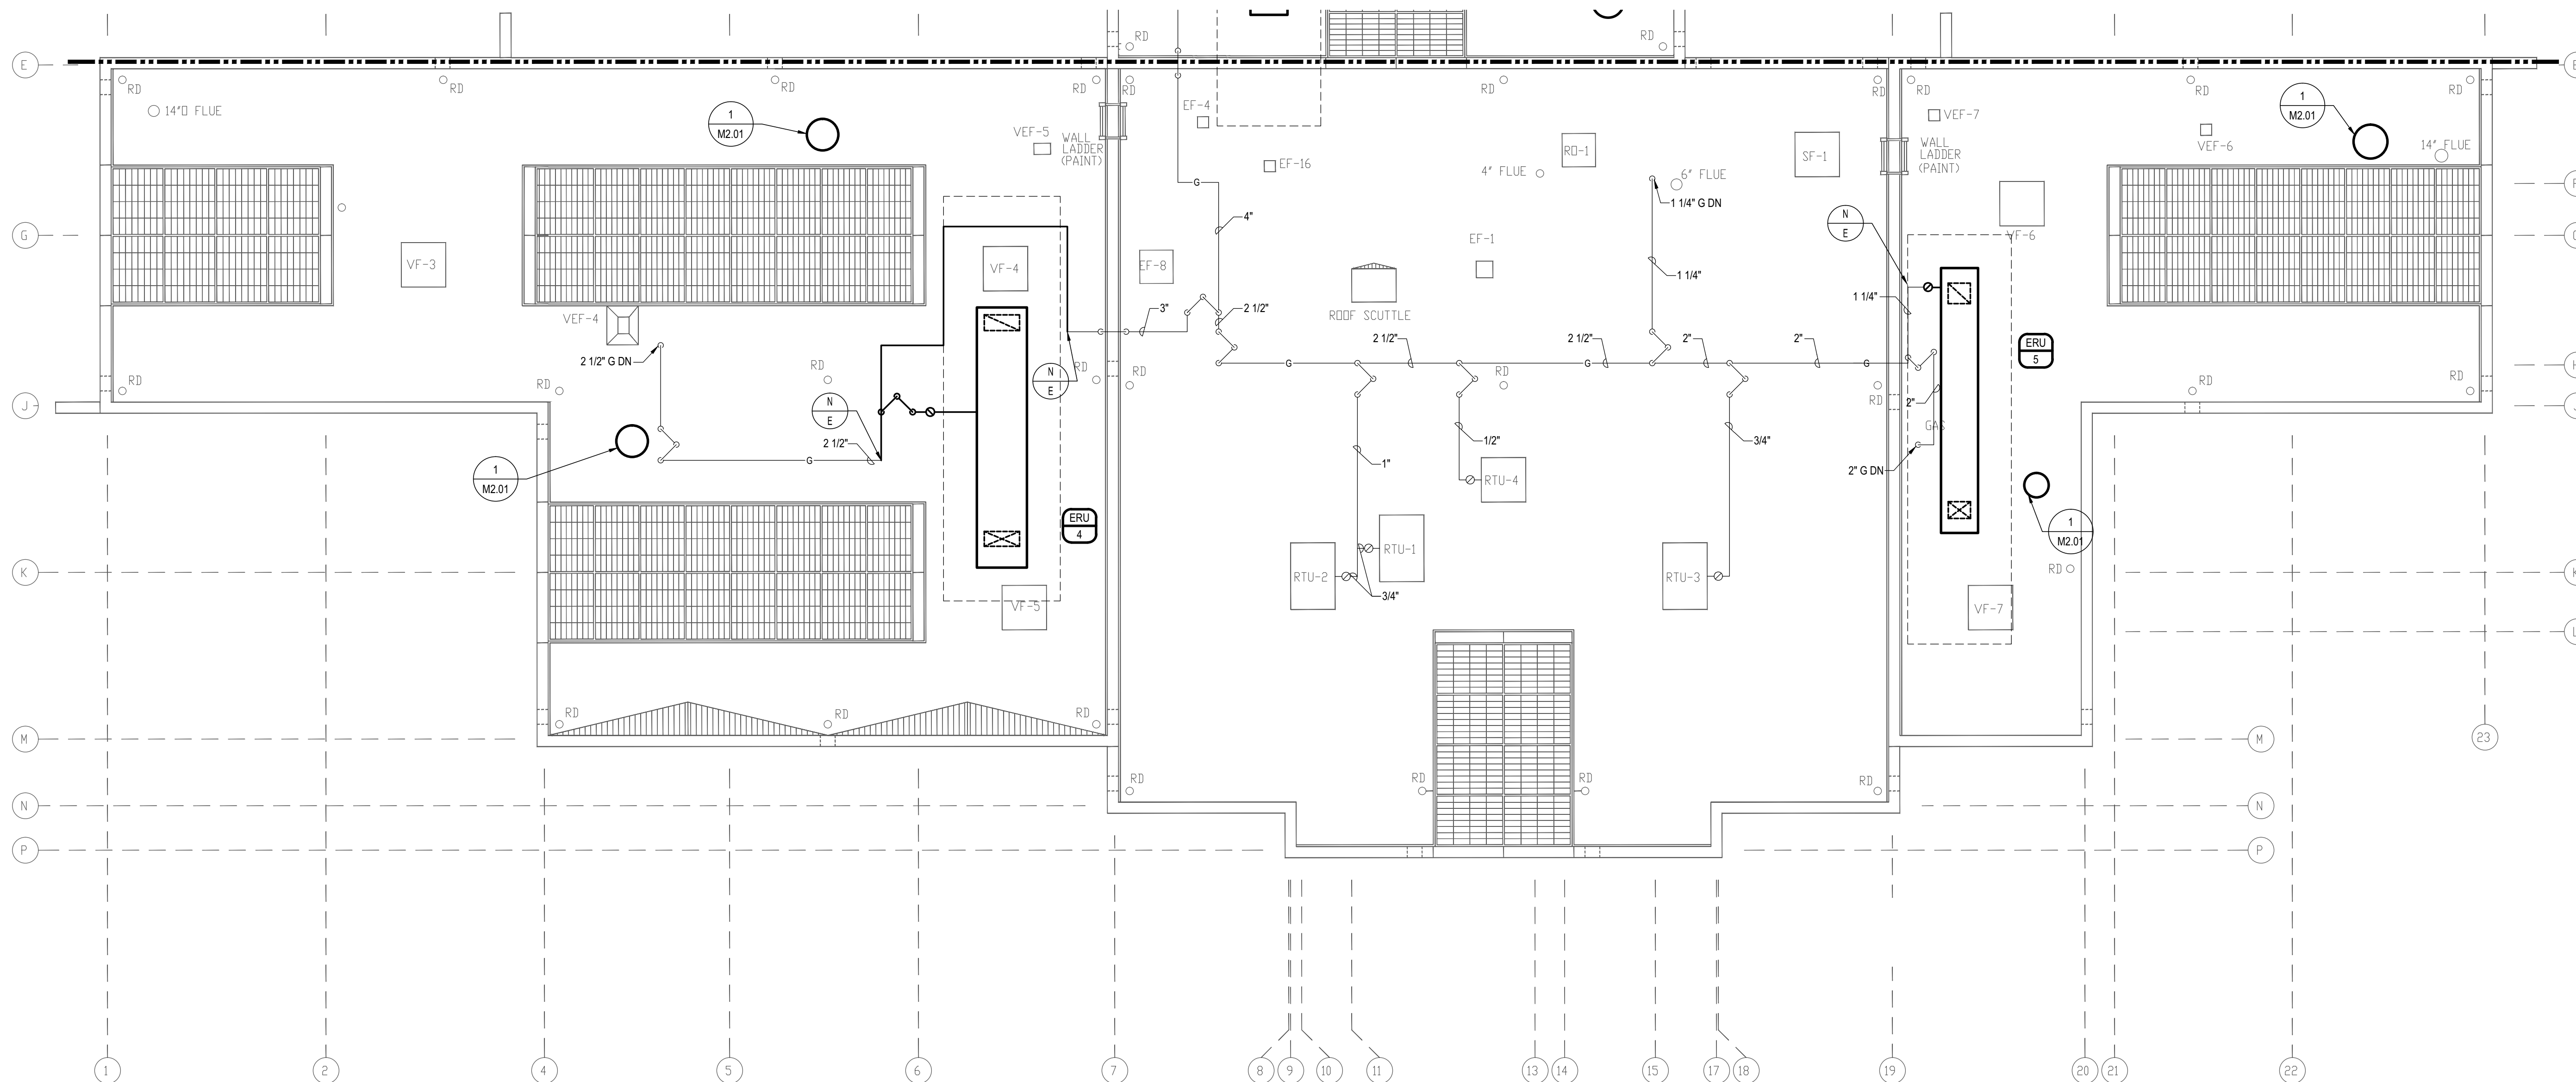 RD
RD
E
E
RD
RD
RD
RD
RD
RD
RD
RD
RD
RD
14" FLUE
1
M2.01
VEF-5
WALL
LADDER
(PAINT)
EF-4
EF-16
4" FLUE
RO-1
6" FLUE
SF-1
1 1/4" G DN
WALL
LADDER
(PAINT)
VEF-7
VEF-6
1
M2.01
14" FLUE
F
G
G
G
4"
N
E
VF-6
VF-3
VF-4
EF-8
EF-1
1 1/4"
1 1/4"
VEF-4
3"
2 1/2"
ROOF SCUTTLE
2 1/2" G DN
2 1/2"
2 1/2"
2"
2"
ERU
5
G
G
G
H
RD
RD
RD
RD
RD
RD
RD
RD
RD
RD
N
E
J
J
N
E
2"
GAS
2 1/2"
G
1/2"
3/4"
1"
1
M2.01
2" G DN
RTU-4
ERU
4
1
M2.01
RTU-1
RTU-2
RTU-3
3/4"
RD
K
K
VF-5
VF-7
L
RD
RD
RD
M
M
23
RD
RD
RD
RD
N
N
P
P
1
2
4
5
6
7
8
9
10
11
13
14
15
17
18
19
20
21
22